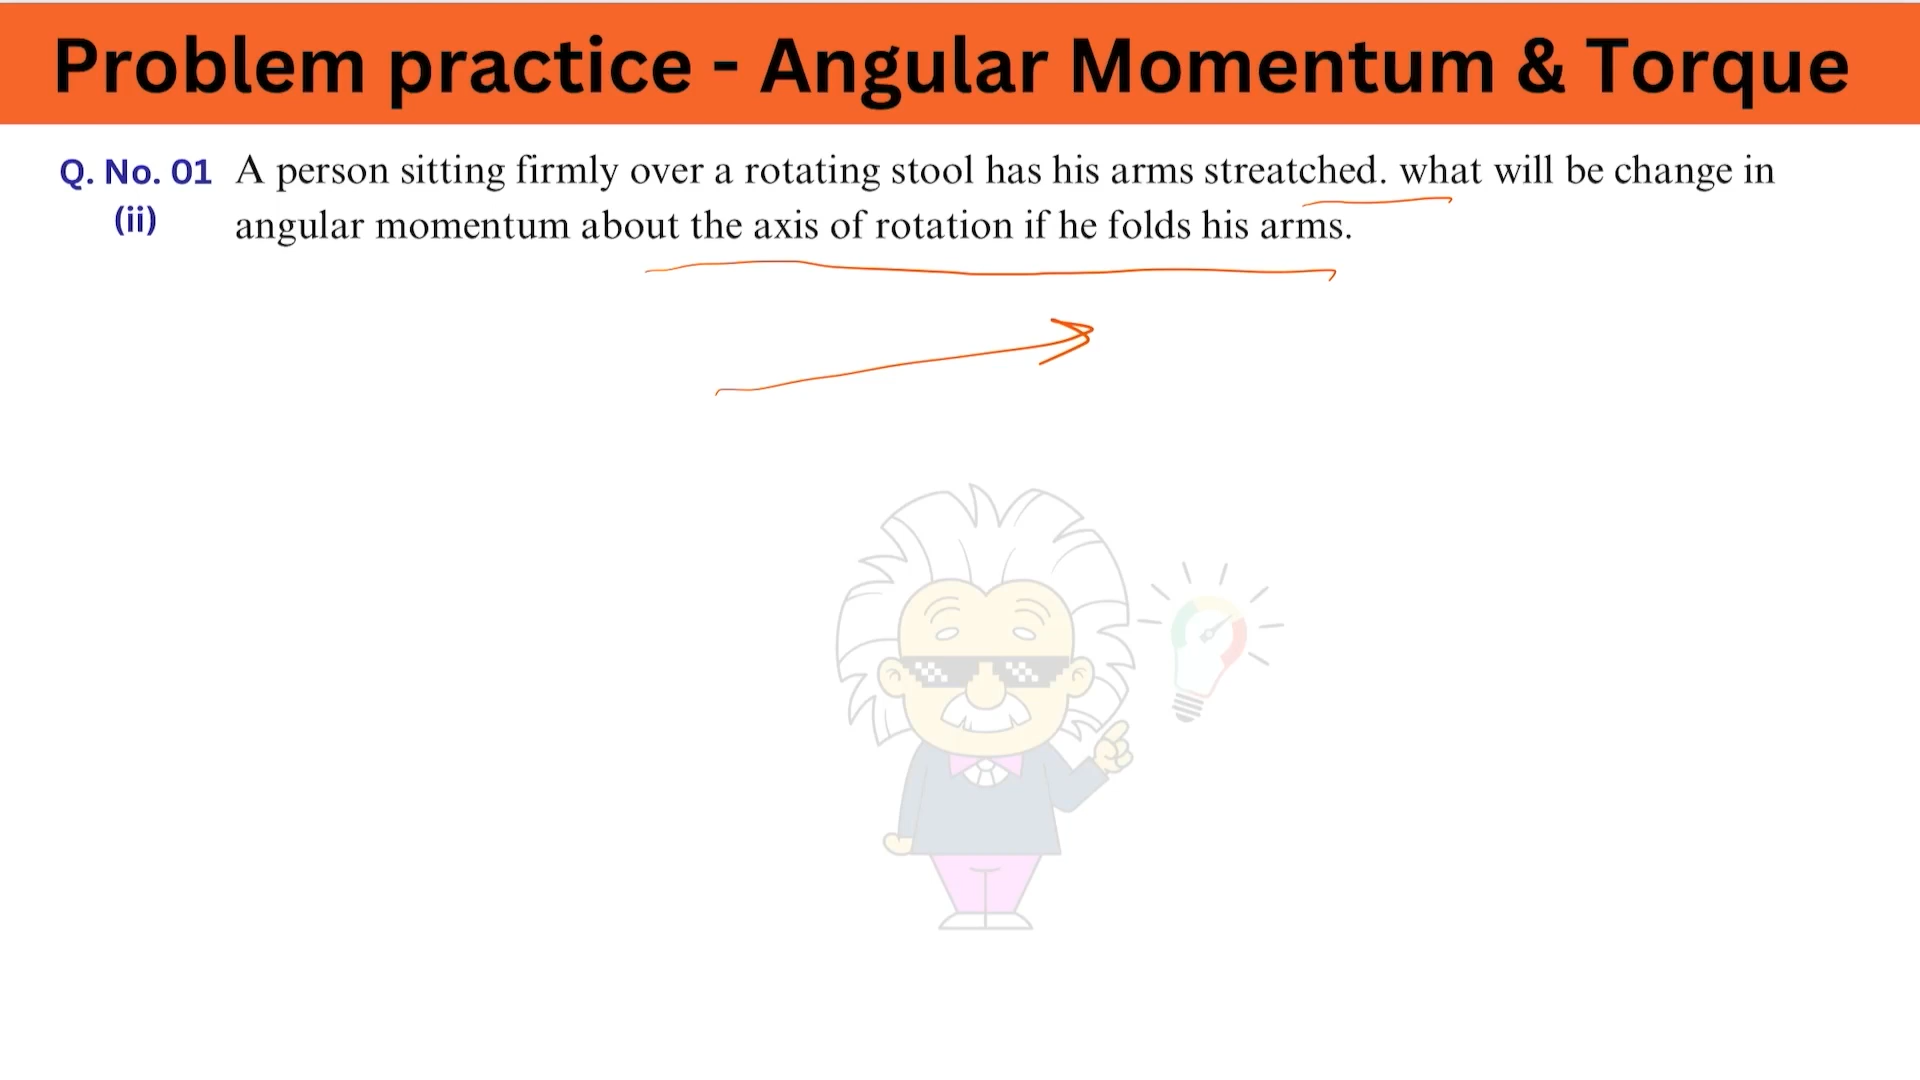 Problem practice - Angular Momentum & Torque
Q. No. 01 A person sitting firmly over a rotating stool has his arms streatched. what will be change in
(ii) angular momentum about the axis of rotation if he folds his arms.